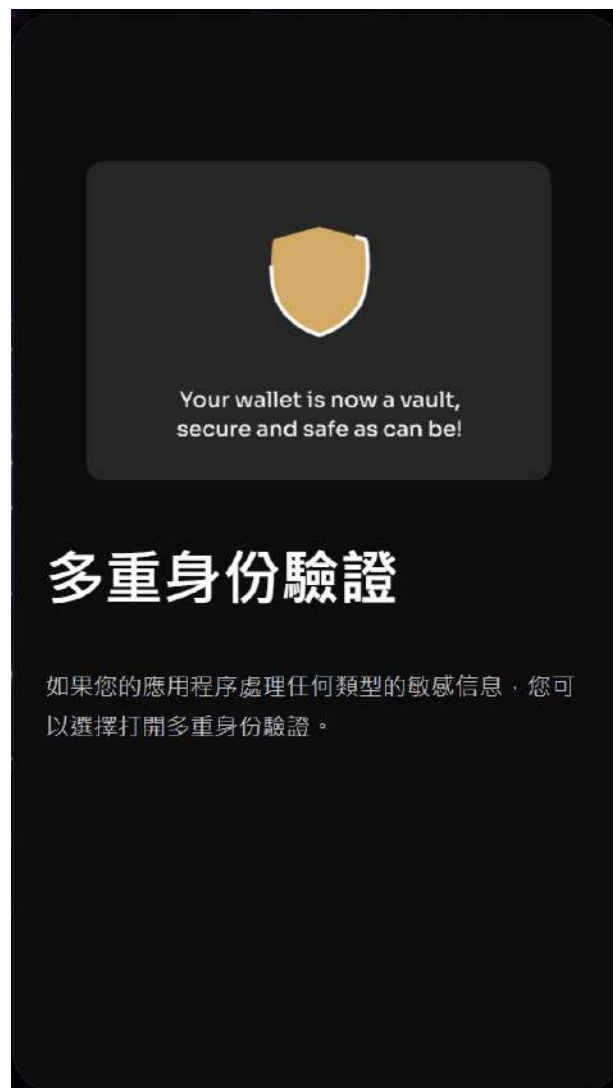 Your wallet is now a vault,
secure and safe as can be!
多重身份驗證
如果您的應用程序處理任何類型的敏感信息，您可
以選擇打開多重身份驗證。